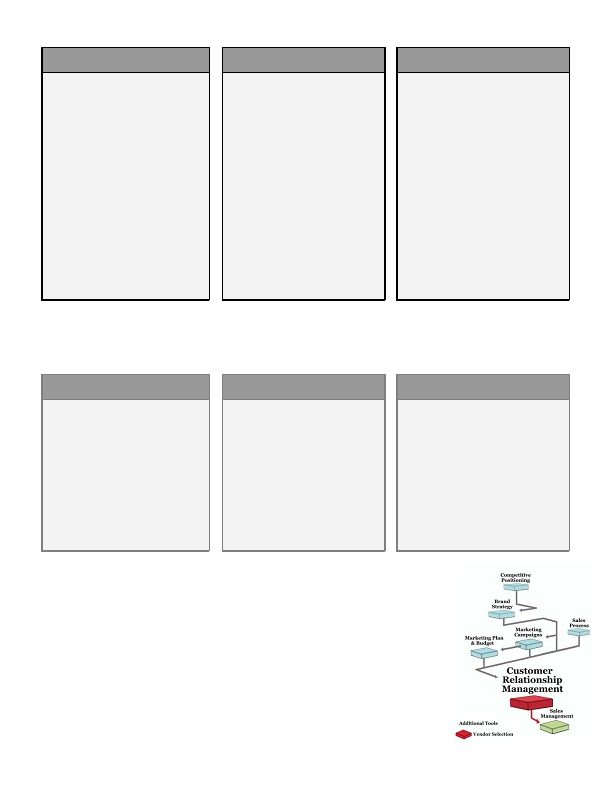 Competitive
Positioning
Brand
Strategy
Sales
Process
Marketing
Campaigns
Marketing Plan
& Budget
Customer
Relationship
Management
Sales
Management
Additional Tools
Vendor Selection